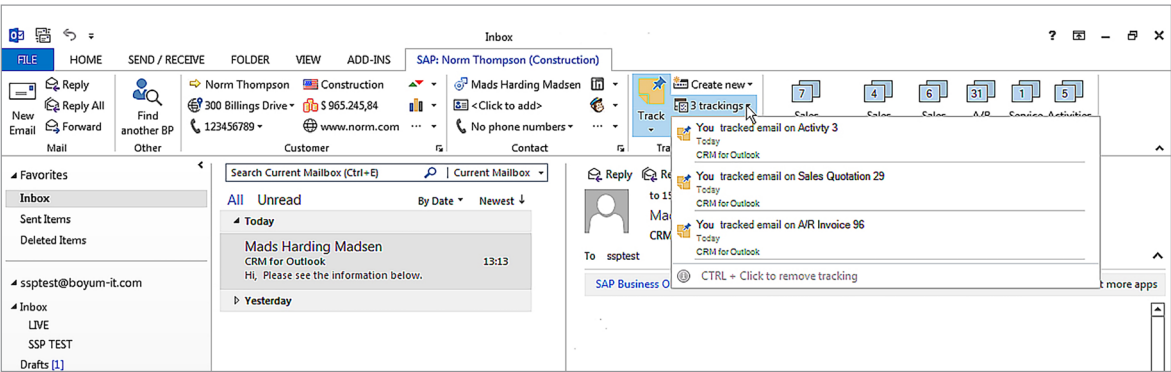 Inbox
?
FILE HOME SEND / RECEIVE FOLDER VIEW ADD-INS SAP: Norm Thompson (Construction)
New Email
Reply
Reply All
Forward
Mail
Find another BP
Other
Norm Thompson Construction
300 Billings Drive $ 965.245,84
123456789 www.norm.com ...
Customer
Mads Harding Madsen
<Click to add>
No phone numbers ...
Contact
Track
Create new
3 trackings
Tra
7 4 6 31 1 5
Sales Sales Sales A/R Service Activities
You tracked email on Activty 3
Today
CRM for Outlook
You tracked email on Sales Quotation 29
Today
CRM for Outlook
You tracked email on A/R Invoice 96
Today
CRM for Outlook
CTRL + Click to remove tracking
Favorites
Inbox
Sent Items
Deleted Items
ssptest@boyum-it.com
Inbox
LIVE
SSP TEST
Drafts [1]
Search Current Mailbox (Ctrl+E) Current Mailbox
All Unread By Date Newest ↓
Today
Mads Harding Madsen
CRM for Outlook 13:13
Hi, Please see the information below.
Yesterday
Reply Re
to 15
Ma
CRM
To ssptest
SAP Business O
t more apps